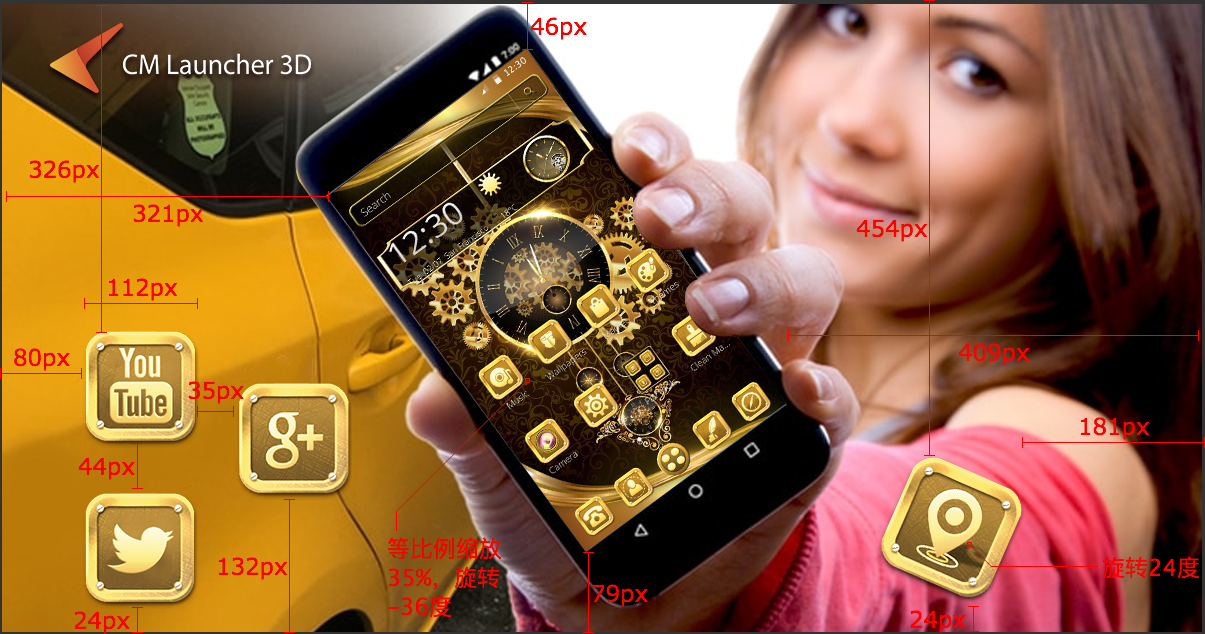 46px
CM Launcher 3D
7:00
12:30
326px
321px
Search
12:30
454px
112px
409px
80px
You
Tube
35px
g+
Wallpapers
Games
Clean Ma...
Music
Camera
181px
44px
132px
等比例缩放
35%，旋转
-36度
旋转24度
79px
24px
24px